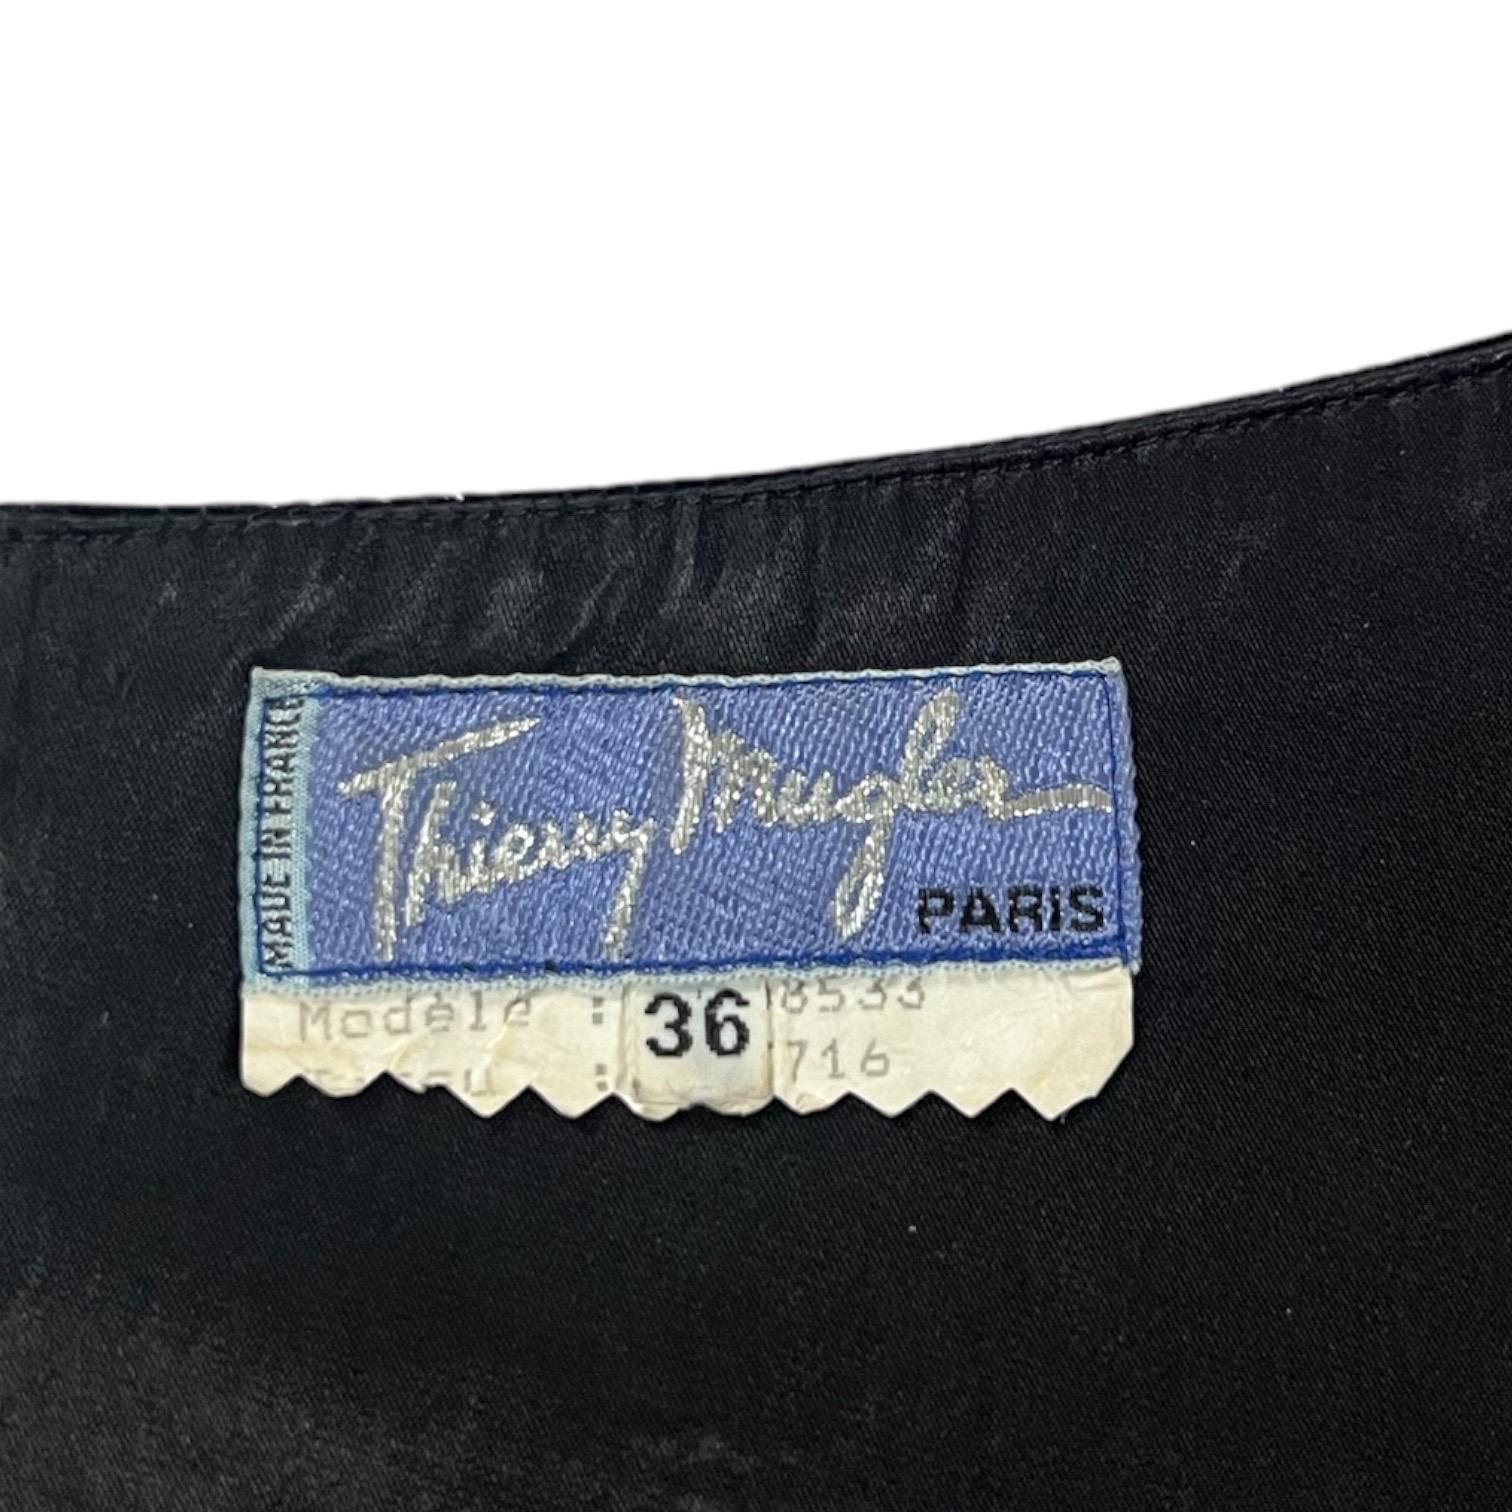 MADE IN FRANCE
Thierry Mugler
PARIS
Modèle : 8533
36
716